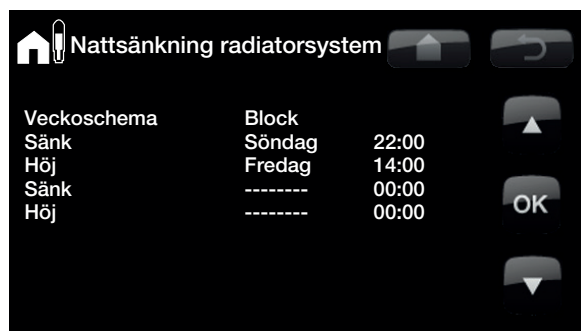 Nattsänkning radiatorsystem
Veckoschema Block
Sänk Söndag 22:00
Höj Fredag 14:00
Sänk -------- 00:00
Höj -------- 00:00
OK